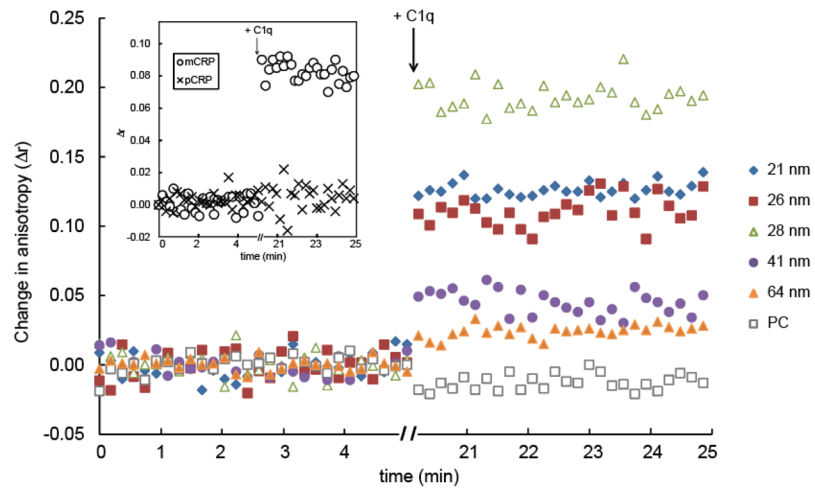 0.25
0.20
0.15
0.10
0.05
0.00
-0.05
Change in anisotropy (Δr)
0 1 2 3 4 21 22 23 24 25
//
time (min)
+ C1q
+ C1q
0.10
0.08
0.06
0.04
0.02
0.00
-0.02
Δr
mCRP
pCRP
0 2 4 // 21 23 25
time (min)
21 nm
26 nm
28 nm
41 nm
64 nm
PC